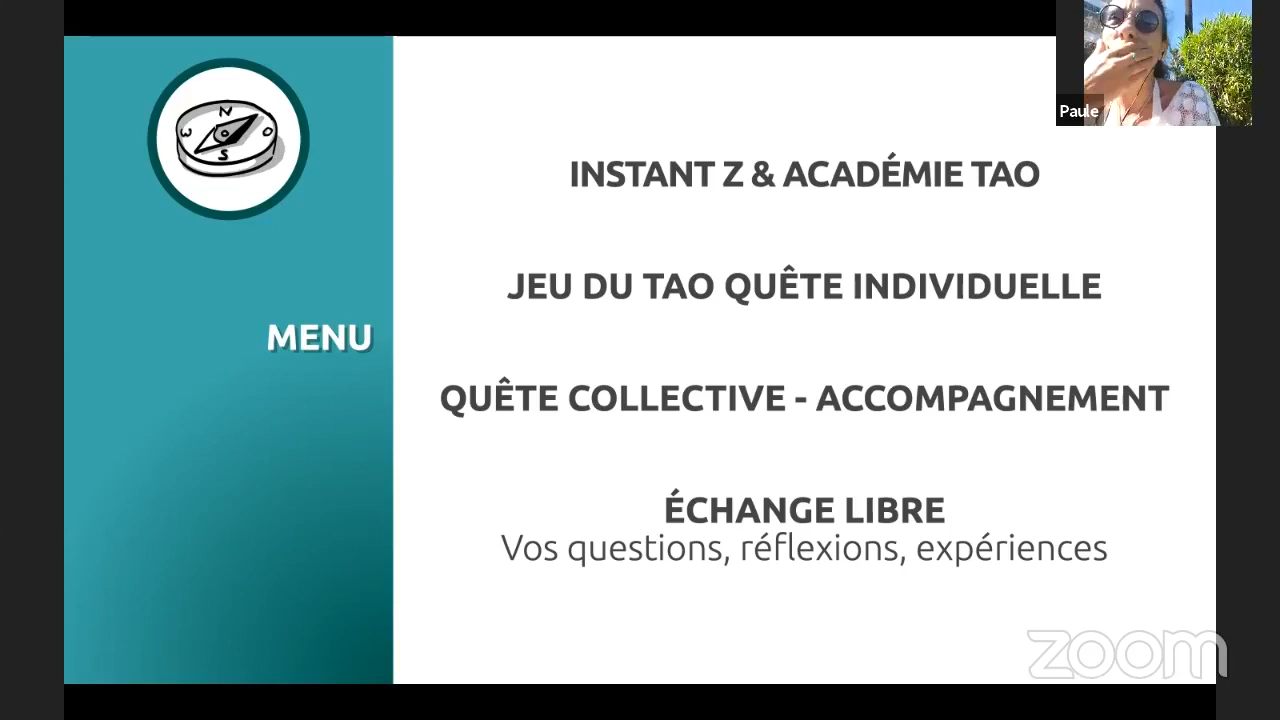 N
W
O
S
MENU
INSTANT Z & ACADÉMIE TAO
JEU DU TAO QUÊTE INDIVIDUELLE
QUÊTE COLLECTIVE - ACCOMPAGNEMENT
ÉCHANGE LIBRE
Vos questions, réflexions, expériences
Paule
zoom